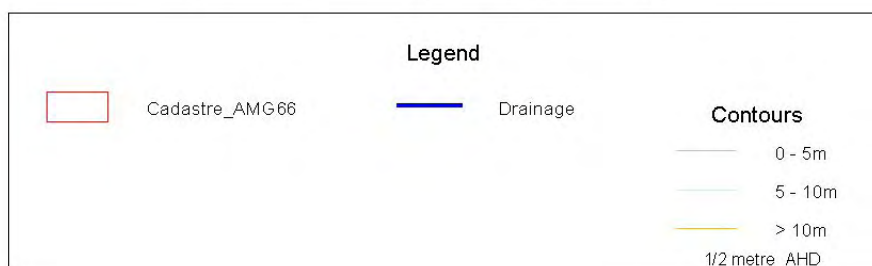 Legend
Cadastre_AMG66
Drainage
Contours
0 - 5m
5 - 10m
> 10m
1/2 metre AHD